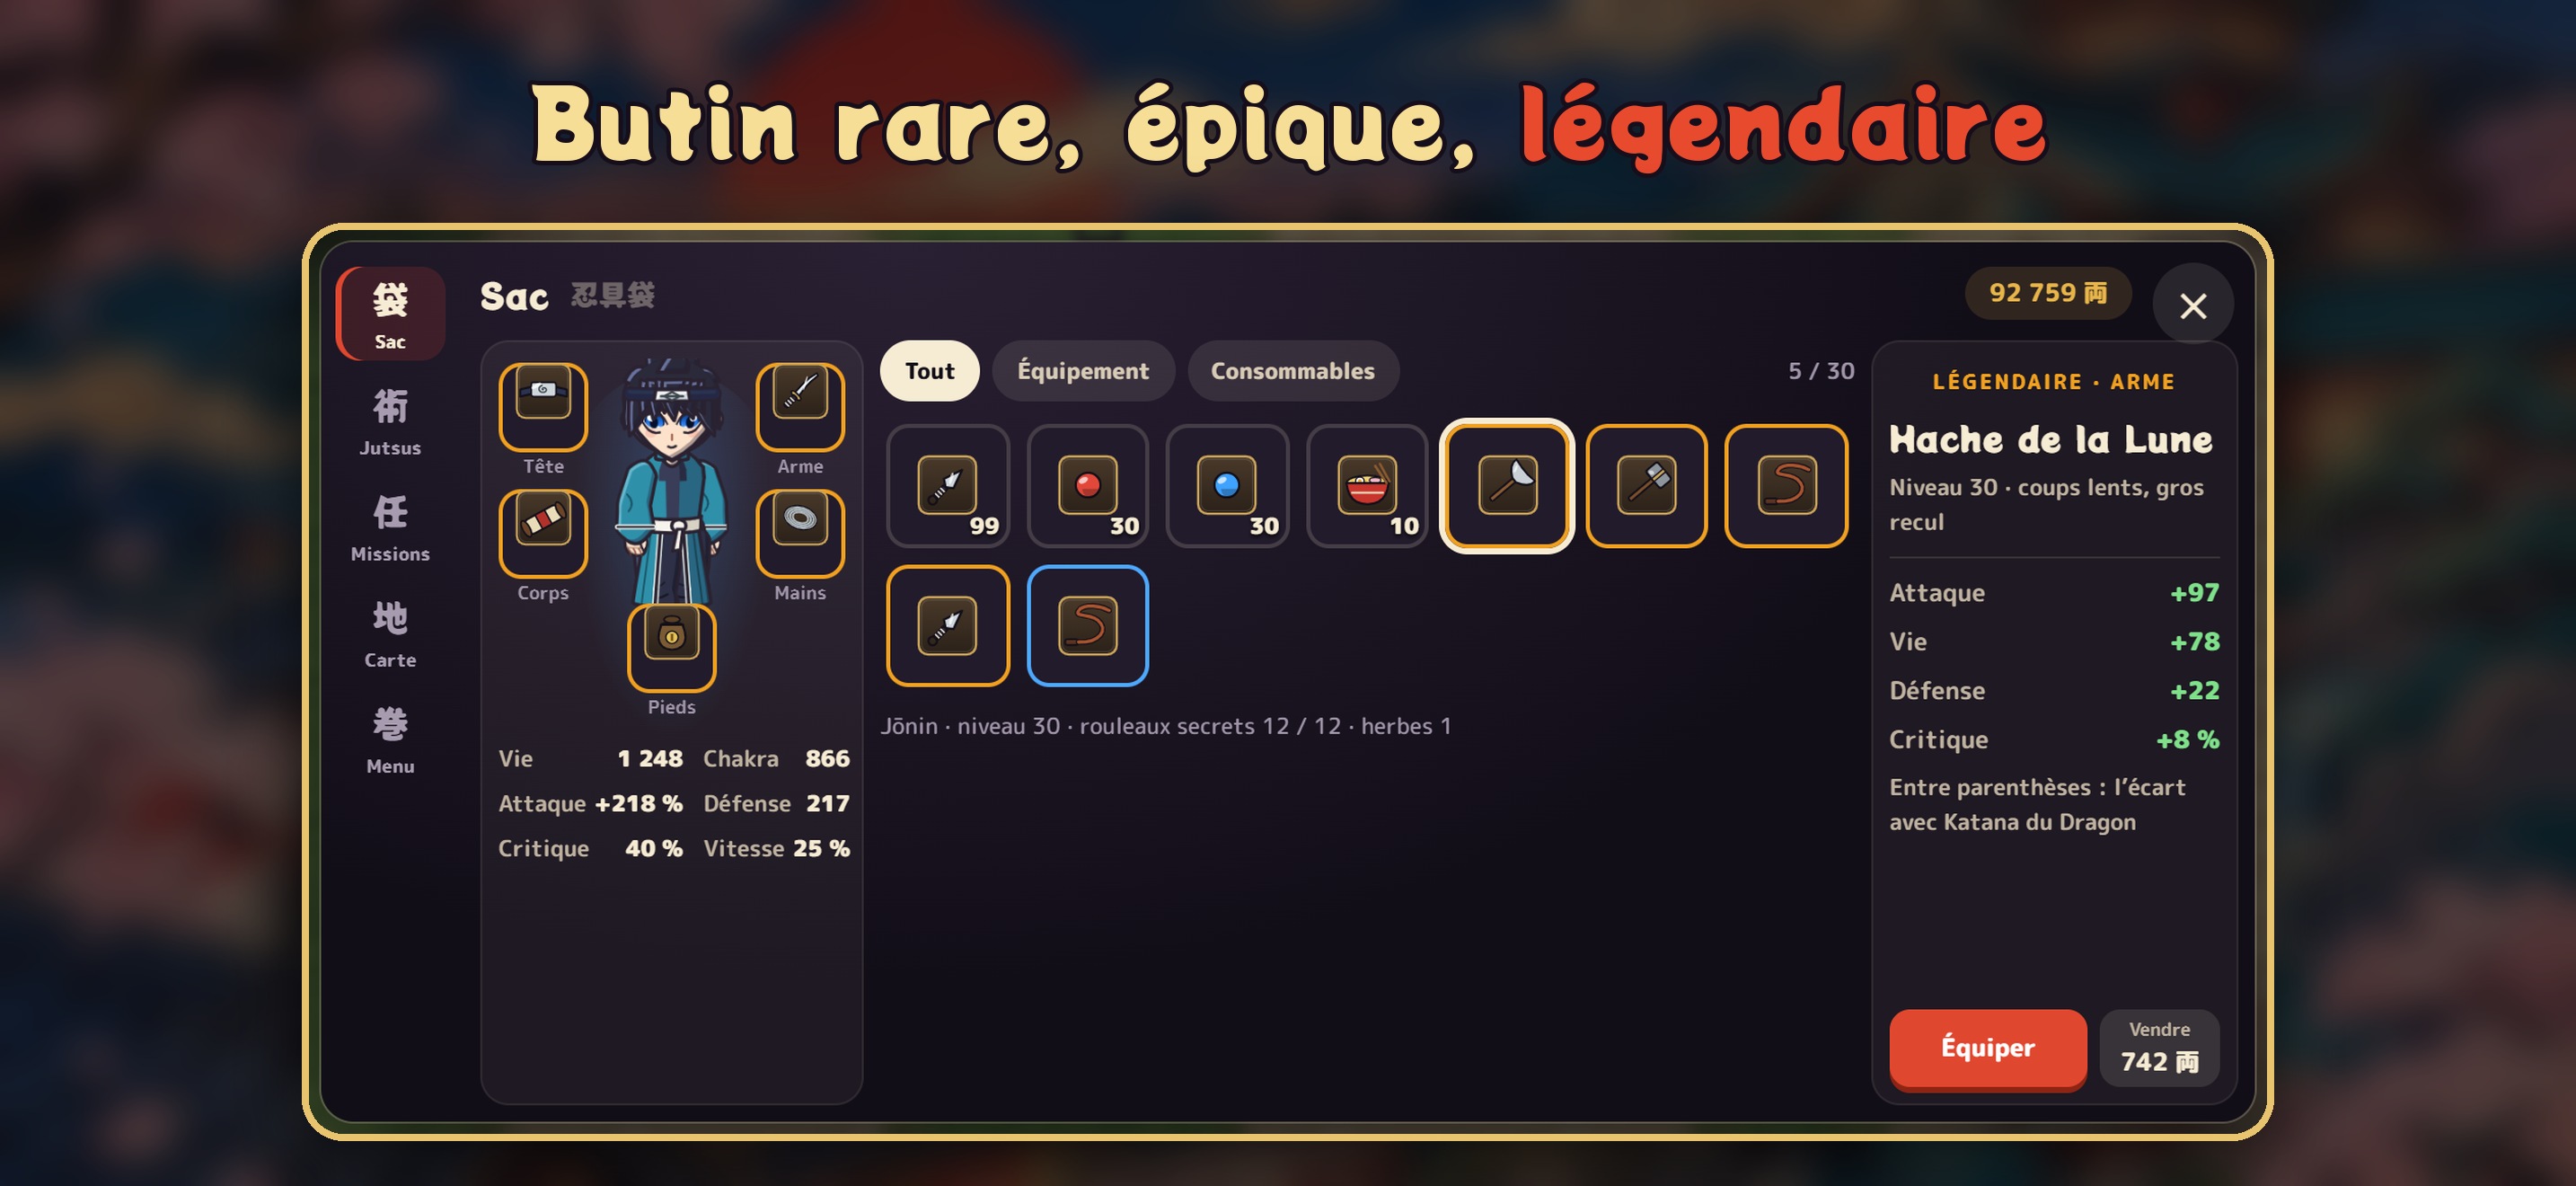 Butin rare, épique, légendaire
袋
Sac
術
Jutsus
任
Missions
地
Carte
巻
Menu
Sac 忍具袋
92 759 両
×
Tête
Arme
Corps
Mains
Pieds
Vie 1 248 Chakra 866
Attaque +218 % Défense 217
Critique 40 % Vitesse 25 %
Tout Équipement Consommables 5 / 30
99
30
30
10
Jōnin · niveau 30 · rouleaux secrets 12 / 12 · herbes 1
LÉGENDAIRE · ARME
Hache de la Lune
Niveau 30 · coups lents, gros
recul
Attaque +97
Vie +78
Défense +22
Critique +8 %
Entre parenthèses : l’écart
avec Katana du Dragon
Équiper
Vendre
742 両